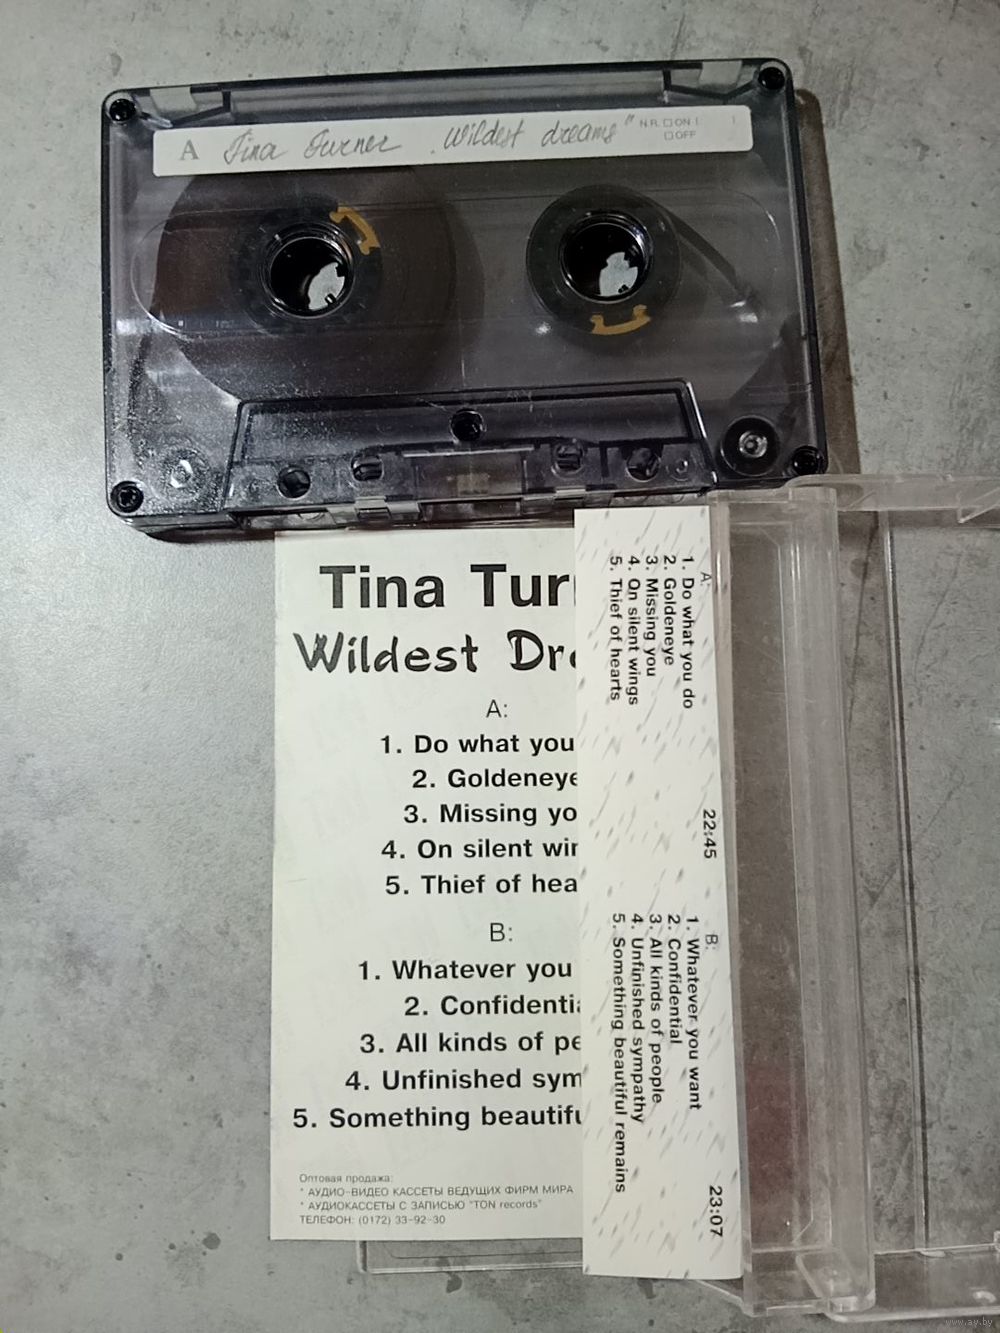 A Tina Turner "Wildest dreams" N.R. ☐ON
☐OFF
Tina Tur
Wildest Dre
A:
1. Do what you
2. Goldeneye
3. Missing yo
4. On silent win
5. Thief of hea
B:
1. Whatever you
2. Confidentia
3. All kinds of pe
4. Unfinished sym
5. Something beautifu
Оптовая продажа:
* АУДИО-ВИДЕО КАССЕТЫ ВЕДУЩИХ ФИРМ МИРА
* АУДИОКАССЕТЫ С ЗАПИСЬЮ "TON records"
ТЕЛЕФОН: (0172) 33-92-30
A:
1. Do what you do
2. Goldeneye
3. Missing you
4. On silent wings
5. Thief of hearts
22:45
B:
1. Whatever you want
2. Confidential
3. All kinds of people
4. Unfinished sympathy
5. Something beautiful remains
23:07
www.ay.by